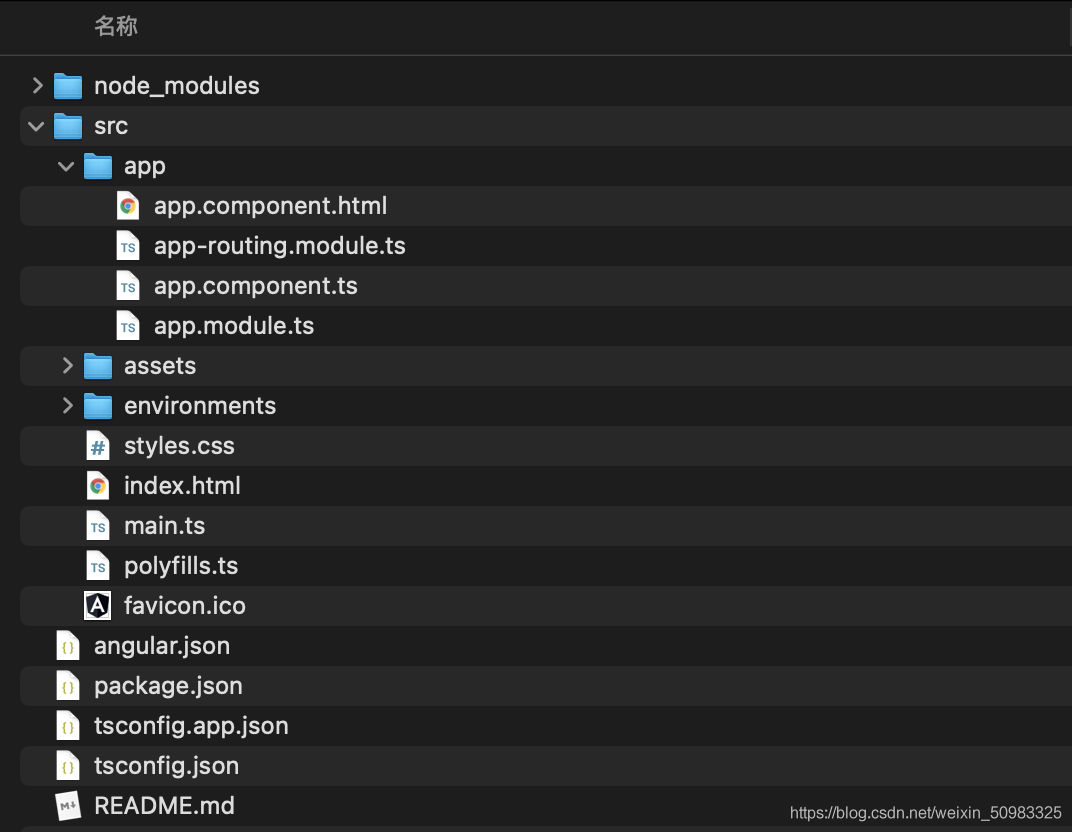 名称
node_modules
src
app
app.component.html
TS app-routing.module.ts
TS app.component.ts
TS app.module.ts
assets
environments
# styles.css
index.html
TS main.ts
TS polyfills.ts
A favicon.ico
{} angular.json
{} package.json
{} tsconfig.app.json
{} tsconfig.json
M↓ README.md
https://blog.csdn.net/weixin_50983325